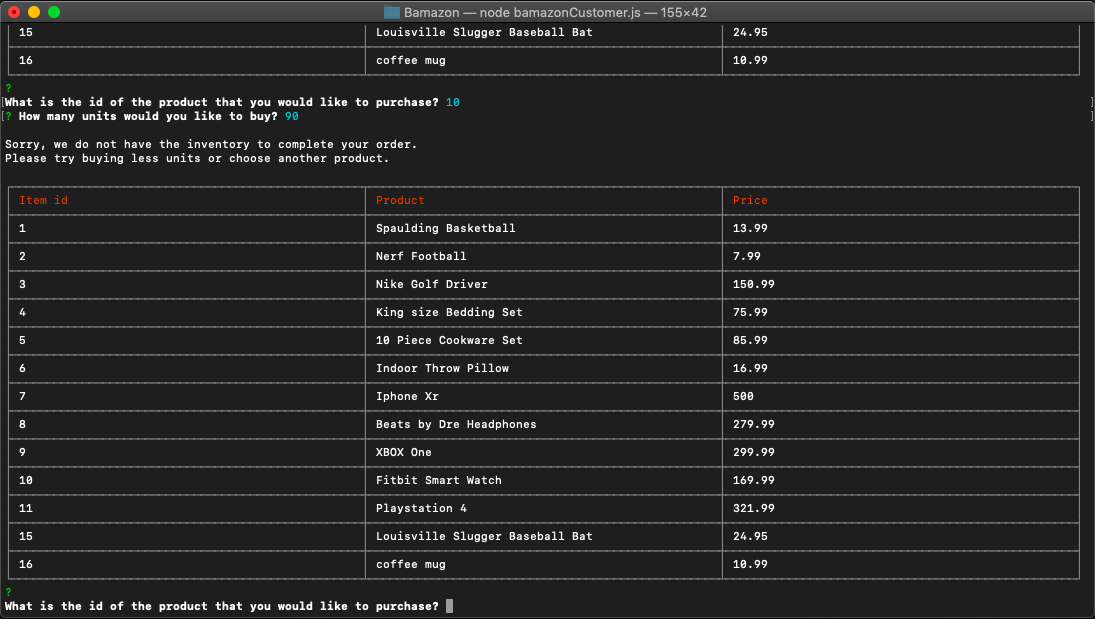 Bamazon — node bamazonCustomer.js — 155×42
15 Louisville Slugger Baseball Bat 24.95
16 coffee mug 10.99
?
[What is the id of the product that you would like to purchase? 10 ]
[? How many units would you like to buy? 90 ]
Sorry, we do not have the inventory to complete your order.
Please try buying less units or choose another product.
Item id Product Price
1 Spaulding Basketball 13.99
2 Nerf Football 7.99
3 Nike Golf Driver 150.99
4 King size Bedding Set 75.99
5 10 Piece Cookware Set 85.99
6 Indoor Throw Pillow 16.99
7 Iphone Xr 500
8 Beats by Dre Headphones 279.99
9 XBOX One 299.99
10 Fitbit Smart Watch 169.99
11 Playstation 4 321.99
15 Louisville Slugger Baseball Bat 24.95
16 coffee mug 10.99
?
What is the id of the product that you would like to purchase?